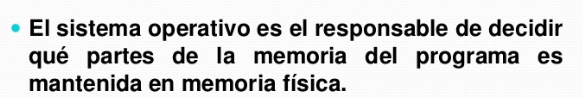 • El sistema operativo es el responsable de decidir
qué partes de la memoria del programa es
mantenida en memoria física.